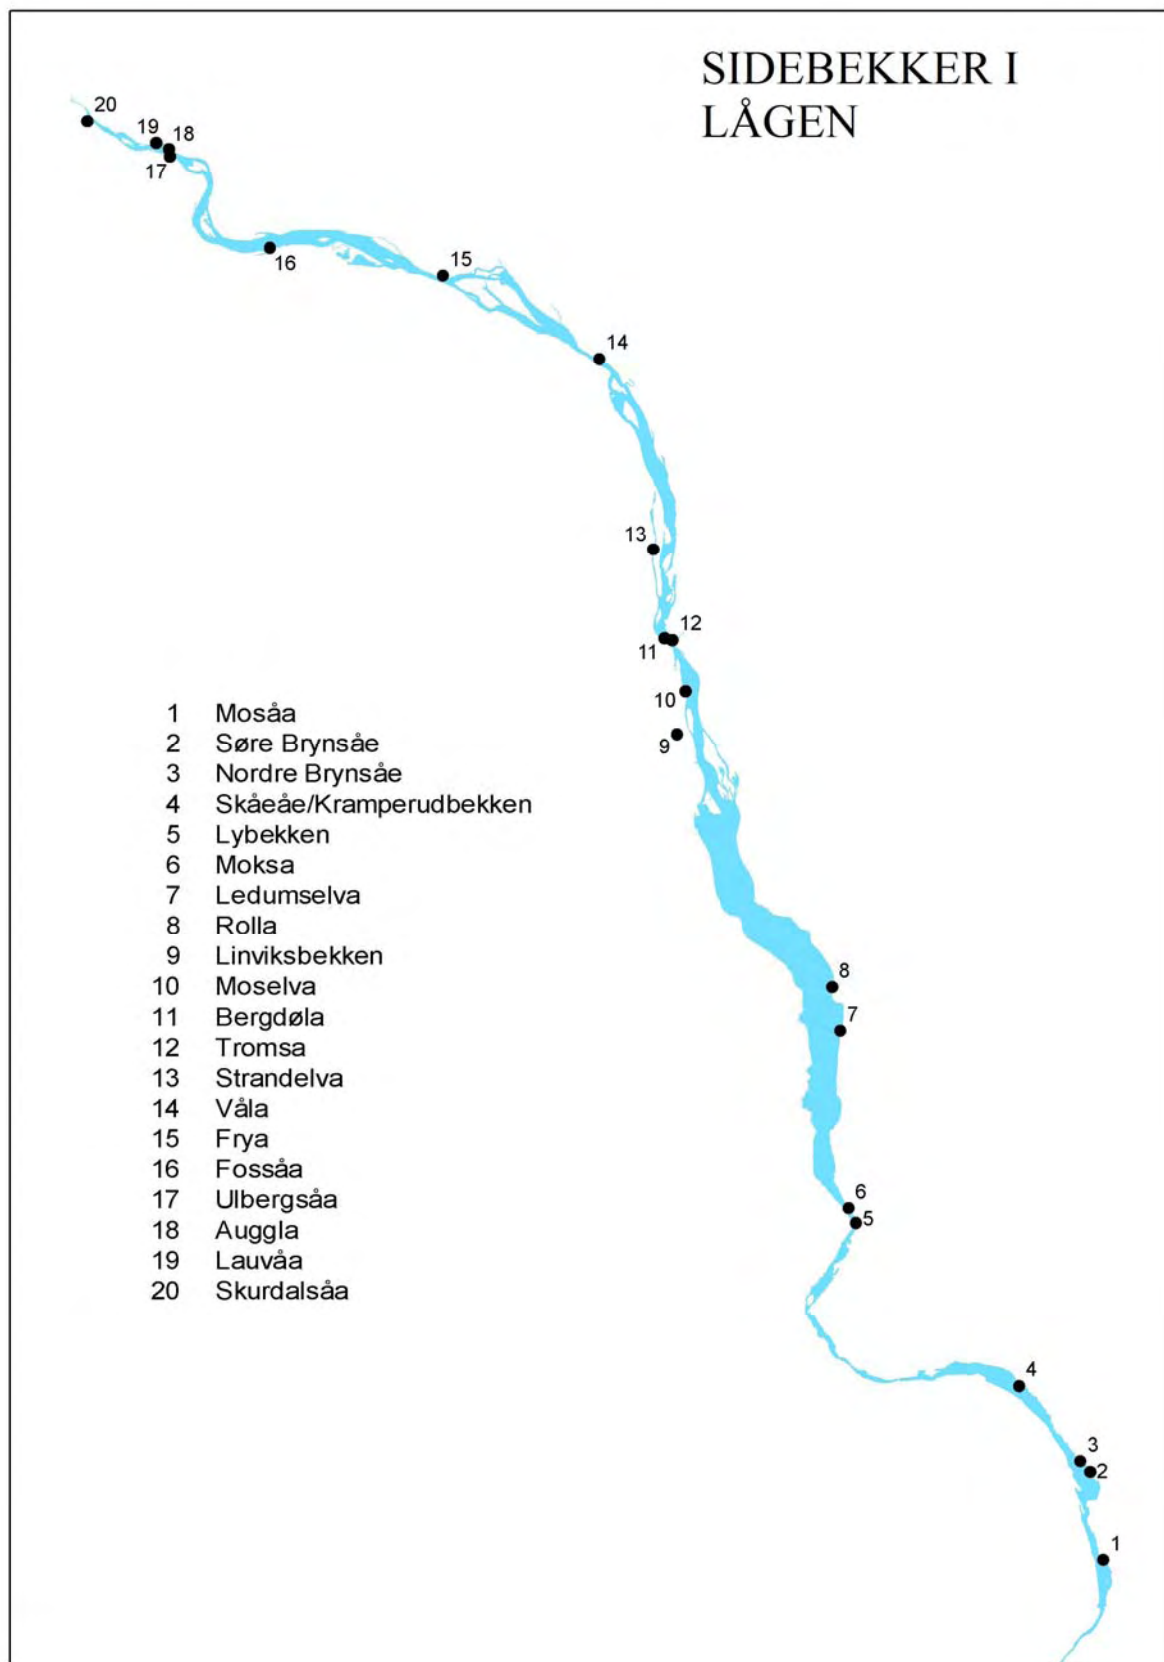 SIDEBEKKER I
LÅGEN
20
19
18
17
16
15
14
13
12
11
10
9
1 Mosåa
2 Søre Brynsåe
3 Nordre Brynsåe
4 Skåeåe/Kramperudbekken
5 Lybekken
6 Moksa
7 Ledumselva
8 Rolla
9 Linviksbekken
10 Moselva
11 Bergdøla
12 Tromsa
13 Strandelva
14 Våla
15 Frya
16 Fossåa
17 Ulbergsåa
18 Auggla
19 Lauvåa
20 Skurdalsåa
8
7
6
5
4
3
2
1